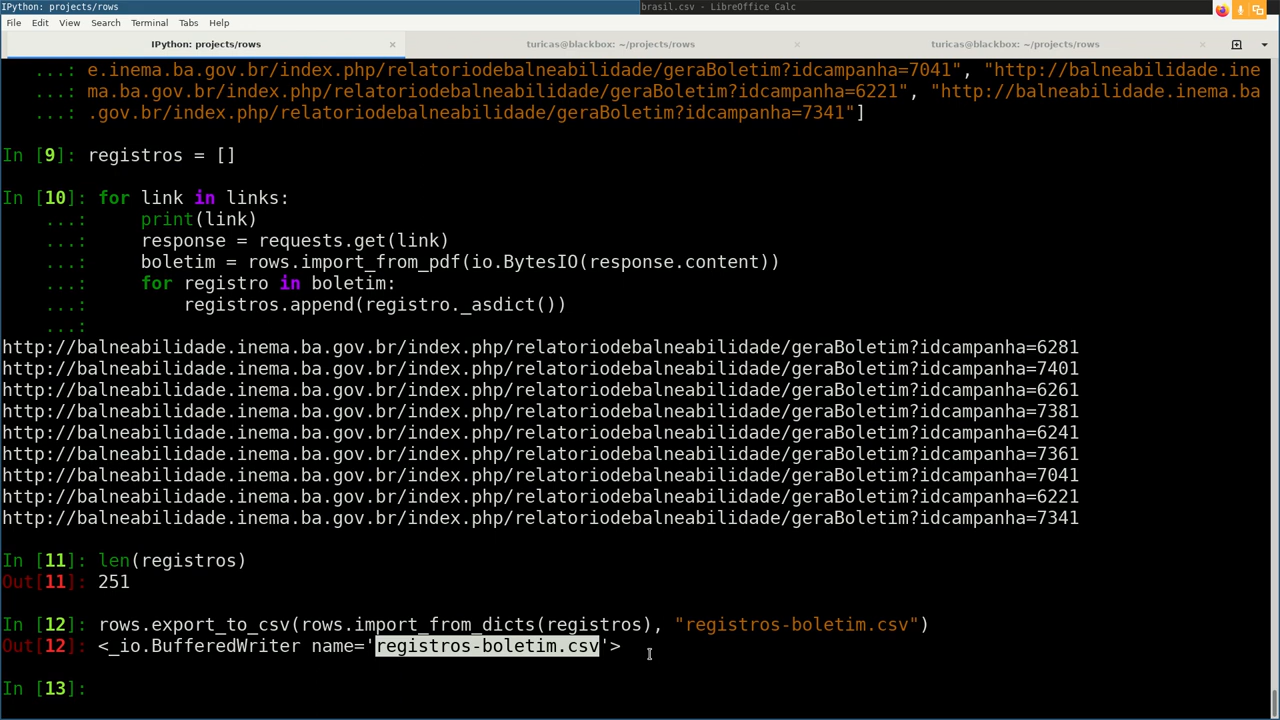 IPython: projects/rows
brasil.csv - LibreOffice Calc
File Edit View Search Terminal Tabs Help
IPython: projects/rows × turicas@blackbox: ~/projects/rows × turicas@blackbox: ~/projects/rows ×
...: e.inema.ba.gov.br/index.php/relatoriodebalneabilidade/geraBoletim?idcampanha=7041", "http://balneabilidade.ine
...: ma.ba.gov.br/index.php/relatoriodebalneabilidade/geraBoletim?idcampanha=6221", "http://balneabilidade.inema.ba
...: .gov.br/index.php/relatoriodebalneabilidade/geraBoletim?idcampanha=7341"]
In [9]: registros = []
In [10]: for link in links:
...:     print(link)
...:     response = requests.get(link)
...:     boletim = rows.import_from_pdf(io.BytesIO(response.content))
...:     for registro in boletim:
...:         registros.append(registro._asdict())
...:
http://balneabilidade.inema.ba.gov.br/index.php/relatoriodebalneabilidade/geraBoletim?idcampanha=6281
http://balneabilidade.inema.ba.gov.br/index.php/relatoriodebalneabilidade/geraBoletim?idcampanha=7401
http://balneabilidade.inema.ba.gov.br/index.php/relatoriodebalneabilidade/geraBoletim?idcampanha=6261
http://balneabilidade.inema.ba.gov.br/index.php/relatoriodebalneabilidade/geraBoletim?idcampanha=7381
http://balneabilidade.inema.ba.gov.br/index.php/relatoriodebalneabilidade/geraBoletim?idcampanha=6241
http://balneabilidade.inema.ba.gov.br/index.php/relatoriodebalneabilidade/geraBoletim?idcampanha=7361
http://balneabilidade.inema.ba.gov.br/index.php/relatoriodebalneabilidade/geraBoletim?idcampanha=7041
http://balneabilidade.inema.ba.gov.br/index.php/relatoriodebalneabilidade/geraBoletim?idcampanha=6221
http://balneabilidade.inema.ba.gov.br/index.php/relatoriodebalneabilidade/geraBoletim?idcampanha=7341
In [11]: len(registros)
Out[11]: 251
In [12]: rows.export_to_csv(rows.import_from_dicts(registros), "registros-boletim.csv")
Out[12]: <_io.BufferedWriter name='registros-boletim.csv'>
In [13]: